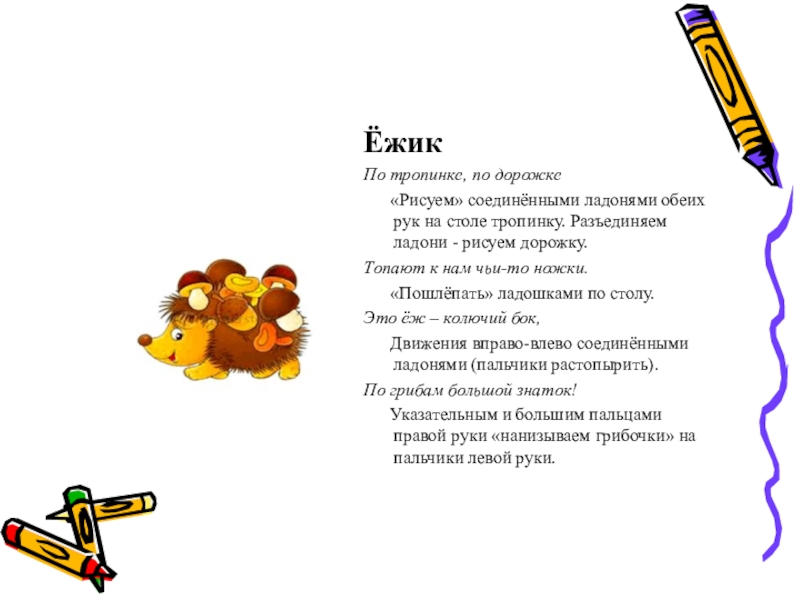 Ёжик
По тропинке, по дорожке
«Рисуем» соединёнными ладонями обеих
рук на столе тропинку. Разъединяем
ладони - рисуем дорожку.
Топают к нам чьи-то ножки.
«Пошлёпать» ладошками по столу.
Это ёж – колючий бок,
Движения вправо-влево соединёнными
ладонями (пальчики растопырить).
По грибам большой знаток!
Указательным и большим пальцами
правой руки «нанизываем грибочки» на
пальчики левой руки.